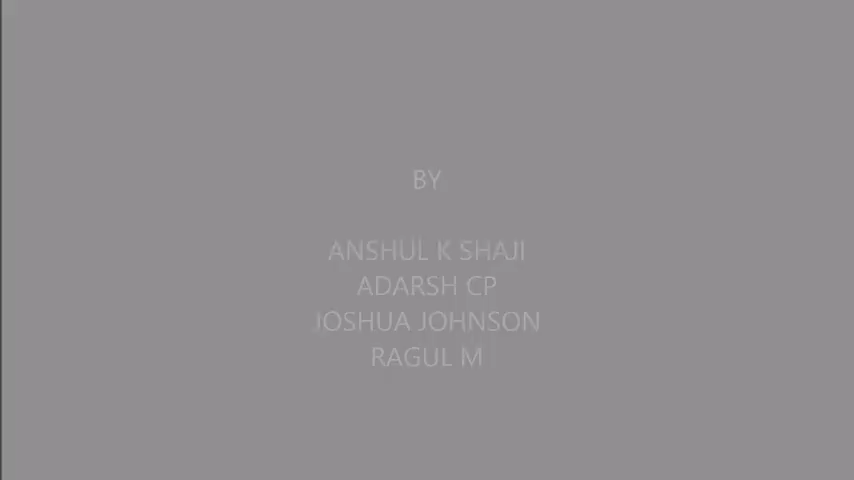 BY
ANSHUL K SHAJI
ADARSH CP
JOSHUA JOHNSON
RAGUL M